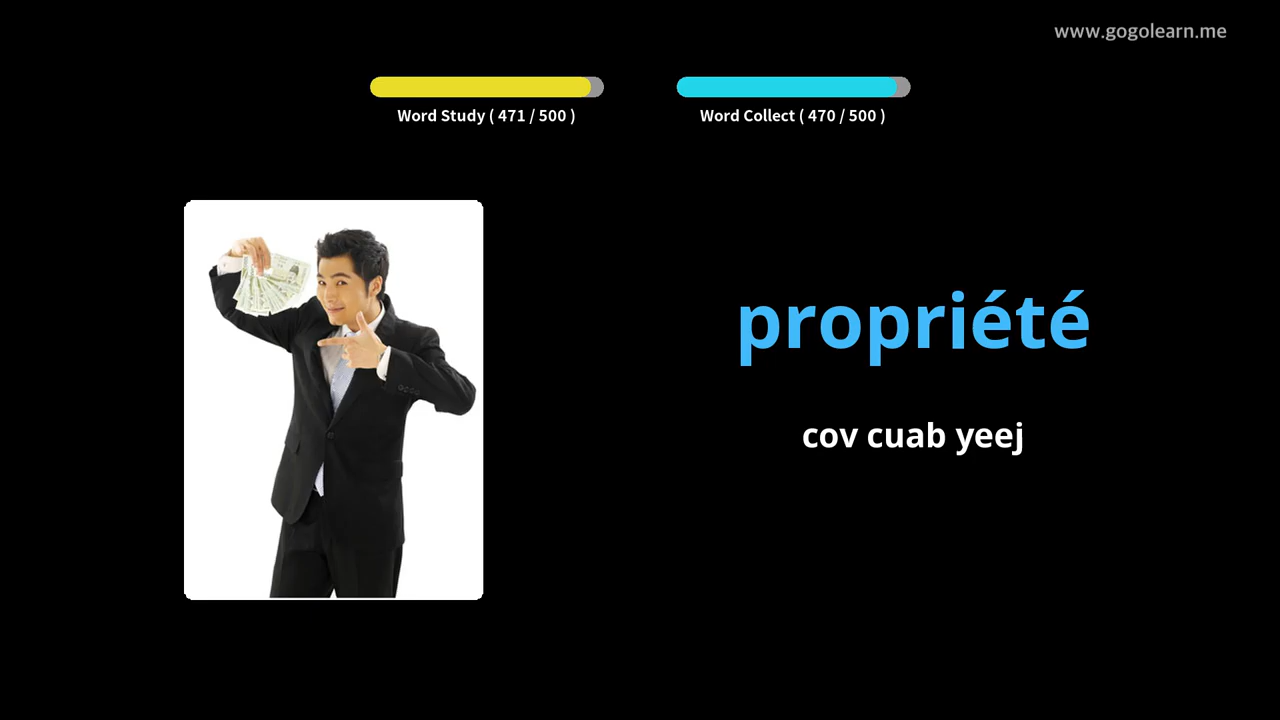 www.gogolearn.me
Word Study ( 471 / 500 )
Word Collect ( 470 / 500 )
propriété
cov cuab yeej